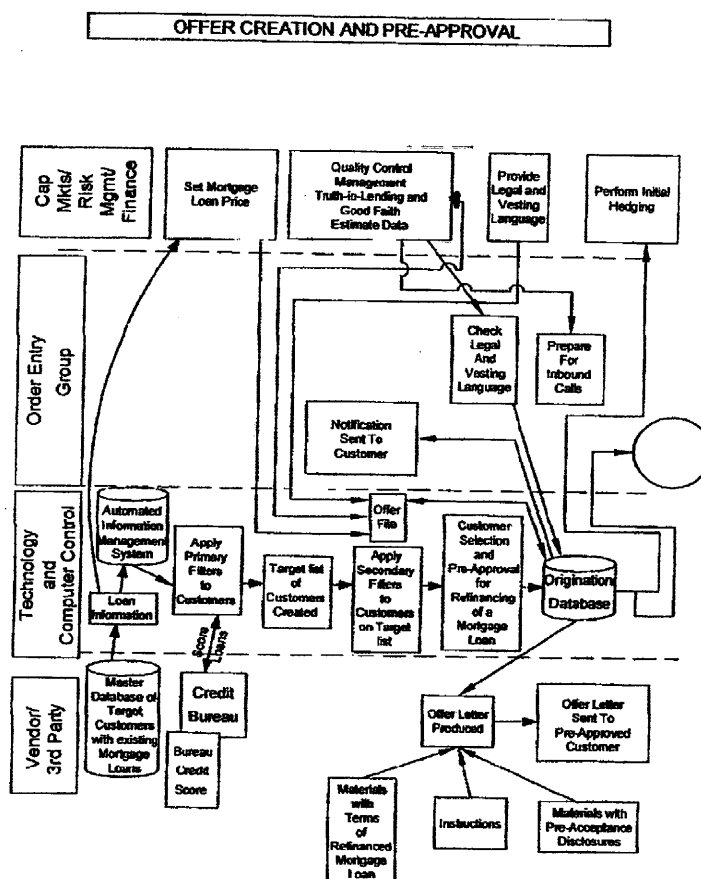 OFFER CREATION AND PRE-APPROVAL
Cap
Mkts/
Risk
Mgmt/
Finance
Set Mortgage
Loan Price
Quality Control
Management
Truth-in-Lending and
Good Faith
Estimate Data
Provide
Legal and
Vesting
Language
Perform Initial
Hedging
Order Entry
Group
Check
Legal
And
Vesting
Language
Prepare
For
Inbound
Calls
Notification
Sent To
Customer
Technology
and
Computer Control
Automated
Information
Management
System
Loan
Information
Apply
Primary
Filters
to
Customers
Target list
of
Customers
Created
Offer
File
Apply
Secondary
Filters
to
Customers
on Target
list
Customer
Selection
and
Pre-Approval
for
Refinancing
of a
Mortgage
Loan
Origination
Database
Score
Loans
Vendor/
3rd Party
Master
Database of
Target
Customers
with existing
Mortgage
Loans
Credit
Bureau
Bureau
Credit
Score
Offer Letter
Produced
Offer Letter
Sent To
Pre-Approved
Customer
Materials
with
Terms
of
Refinanced
Mortgage
Loan
Instructions
Materials with
Pre-Acceptance
Disclosures